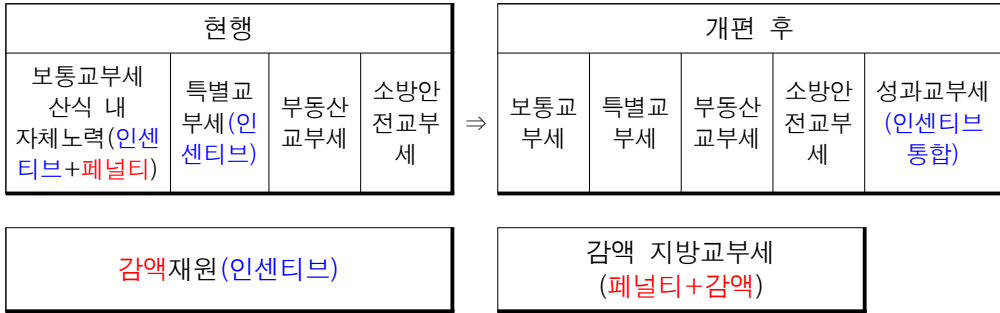 현행
보통교부세
산식 내
자체노력(인센
티브+페널티)
특별교
부세(인
센티브)
부동산
교부세
소방안
전교부
세
⇒
개편 후
보통교
부세
특별교
부세
부동산
교부세
소방안
전교부
세
성과교부세
(인센티브
통합)
감액재원(인센티브)
감액 지방교부세
(페널티+감액)